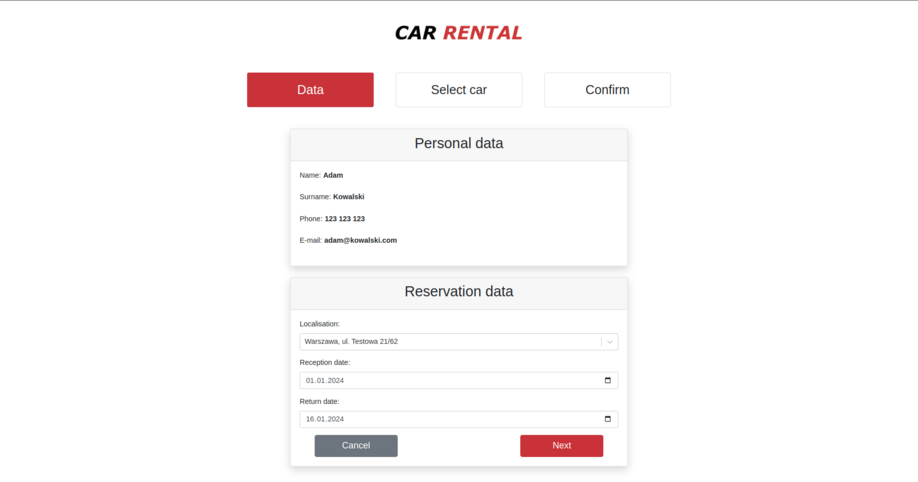 CAR RENTAL
Data
Select car
Confirm
Personal data
Name: Adam
Surname: Kowalski
Phone: 123 123 123
E-mail: adam@kowalski.com
Reservation data
Localisation:
Warszawa, ul. Testowa 21/62
Reception date:
01.01.2024
Return date:
16.01.2024
Cancel
Next